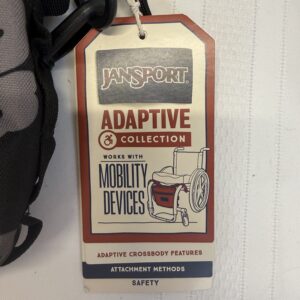 JANSPORT
ADAPTIVE
COLLECTION
WORKS WITH
MOBILITY
DEVICES
ADAPTIVE CROSSBODY FEATURES
ATTACHMENT METHODS
SAFETY